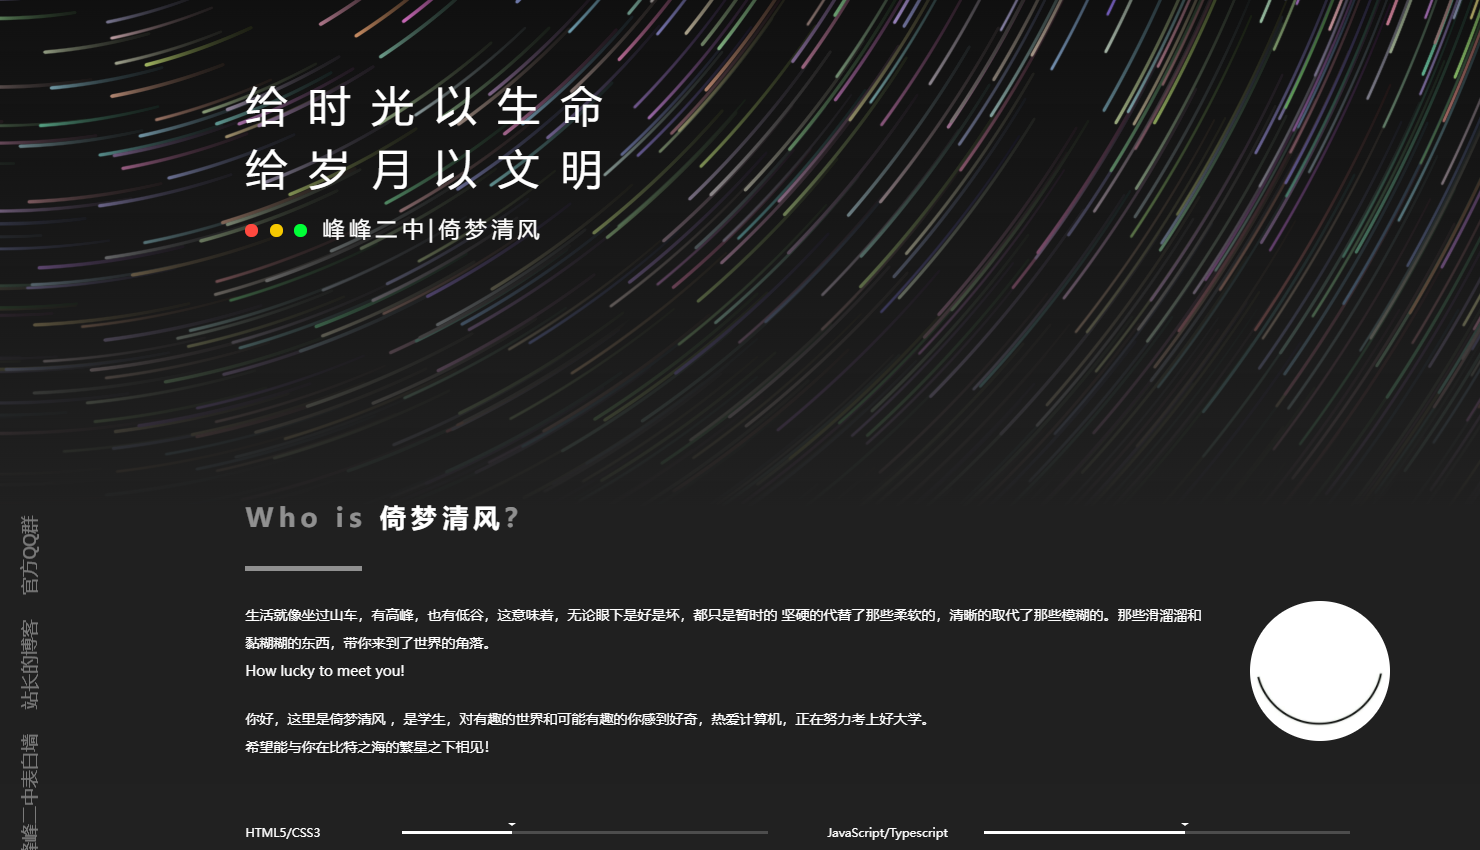 给时光以生命
给岁月以文明
峰峰二中|倚梦清风
Who is 倚梦清风?
官方QQ群
站长的博客
峰峰二中表白墙
生活就像坐过山车，有高峰，也有低谷，这意味着，无论眼下是好是坏，都只是暂时的 坚硬的代替了那些柔软的，清晰的取代了那些模糊的。那些滑溜溜和
黏糊糊的东西，带你来到了世界的角落。
How lucky to meet you!
你好，这里是倚梦清风 ，是学生，对有趣的世界和可能有趣的你感到好奇，热爱计算机，正在努力考上好大学。
希望能与你在比特之海的繁星之下相见！
HTML5/CSS3
JavaScript/Typescript